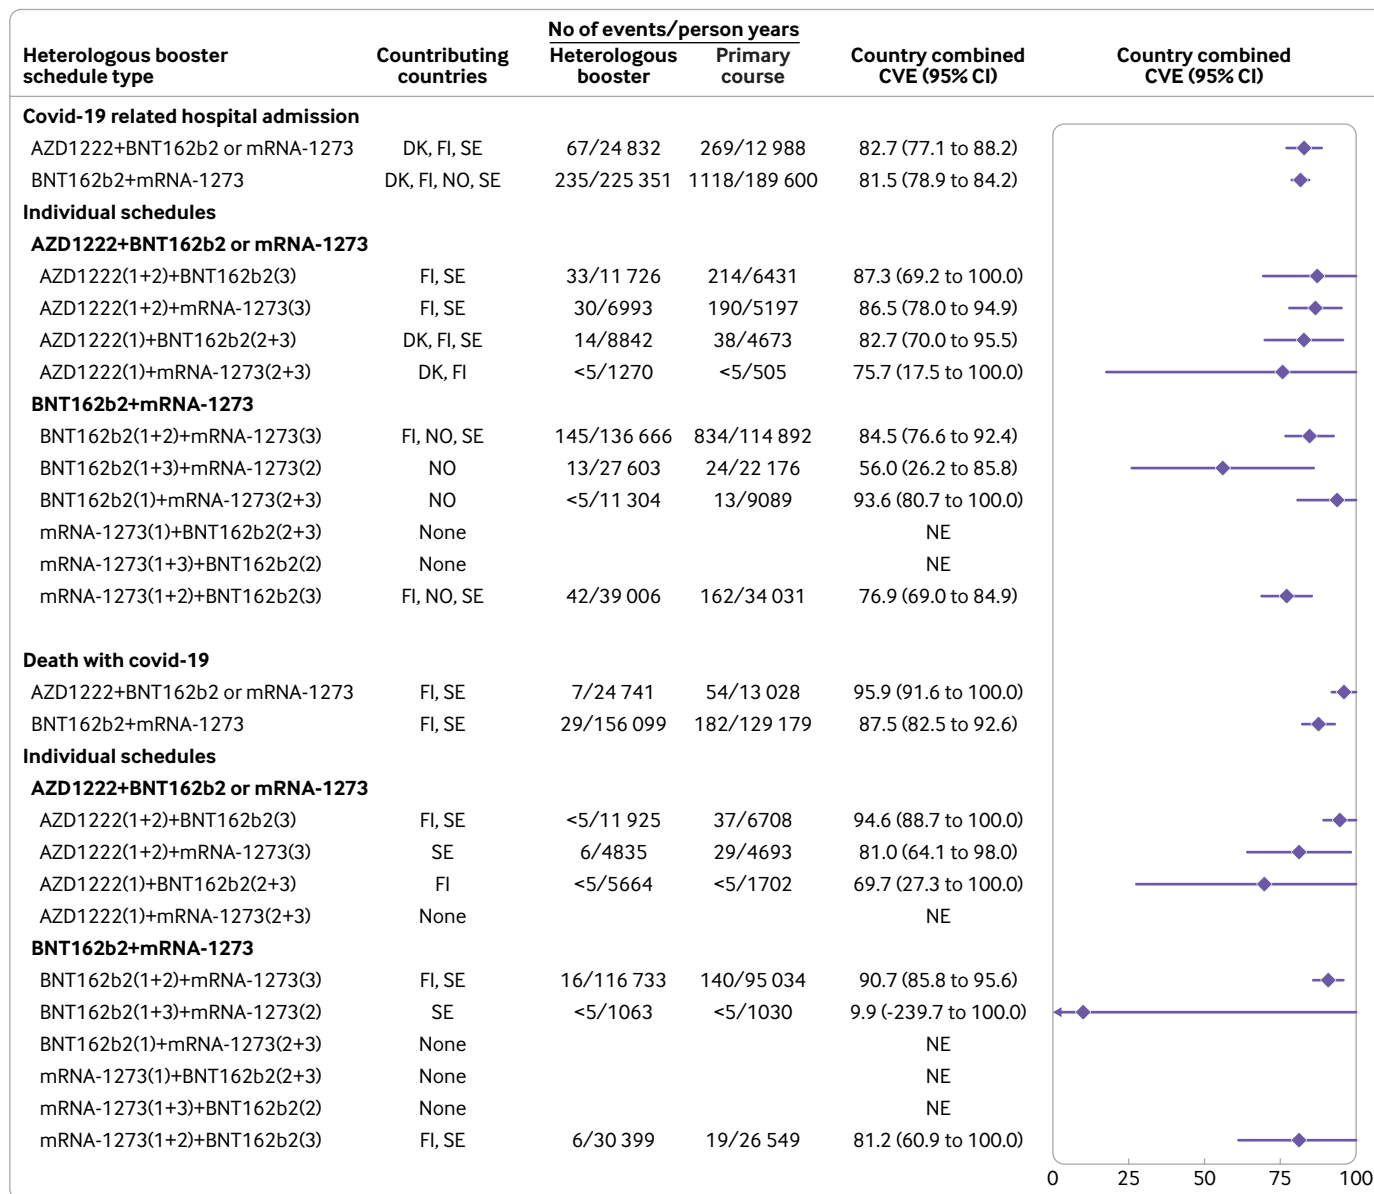 No of events/person years
Heterologous booster schedule type Countributing countries Heterologous booster Primary course Country combined CVE (95% CI) Country combined CVE (95% CI)
Covid-19 related hospital admission
AZD1222+BNT162b2 or mRNA-1273 DK, FI, SE 67/24 832 269/12 988 82.7 (77.1 to 88.2)
BNT162b2+mRNA-1273 DK, FI, NO, SE 235/225 351 1118/189 600 81.5 (78.9 to 84.2)
Individual schedules
AZD1222+BNT162b2 or mRNA-1273
AZD1222(1+2)+BNT162b2(3) FI, SE 33/11 726 214/6431 87.3 (69.2 to 100.0)
AZD1222(1+2)+mRNA-1273(3) FI, SE 30/6993 190/5197 86.5 (78.0 to 94.9)
AZD1222(1)+BNT162b2(2+3) DK, FI, SE 14/8842 38/4673 82.7 (70.0 to 95.5)
AZD1222(1)+mRNA-1273(2+3) DK, FI <5/1270 <5/505 75.7 (17.5 to 100.0)
BNT162b2+mRNA-1273
BNT162b2(1+2)+mRNA-1273(3) FI, NO, SE 145/136 666 834/114 892 84.5 (76.6 to 92.4)
BNT162b2(1+3)+mRNA-1273(2) NO 13/27 603 24/22 176 56.0 (26.2 to 85.8)
BNT162b2(1)+mRNA-1273(2+3) NO <5/11 304 13/9089 93.6 (80.7 to 100.0)
mRNA-1273(1)+BNT162b2(2+3) None NE
mRNA-1273(1+3)+BNT162b2(2) None NE
mRNA-1273(1+2)+BNT162b2(3) FI, NO, SE 42/39 006 162/34 031 76.9 (69.0 to 84.9)
Death with covid-19
AZD1222+BNT162b2 or mRNA-1273 FI, SE 7/24 741 54/13 028 95.9 (91.6 to 100.0)
BNT162b2+mRNA-1273 FI, SE 29/156 099 182/129 179 87.5 (82.5 to 92.6)
Individual schedules
AZD1222+BNT162b2 or mRNA-1273
AZD1222(1+2)+BNT162b2(3) FI, SE <5/11 925 37/6708 94.6 (88.7 to 100.0)
AZD1222(1+2)+mRNA-1273(3) SE 6/4835 29/4693 81.0 (64.1 to 98.0)
AZD1222(1)+BNT162b2(2+3) FI <5/5664 <5/1702 69.7 (27.3 to 100.0)
AZD1222(1)+mRNA-1273(2+3) None NE
BNT162b2+mRNA-1273
BNT162b2(1+2)+mRNA-1273(3) FI, SE 16/116 733 140/95 034 90.7 (85.8 to 95.6)
BNT162b2(1+3)+mRNA-1273(2) SE <5/1063 <5/1030 9.9 (-239.7 to 100.0)
BNT162b2(1)+mRNA-1273(2+3) None NE
mRNA-1273(1)+BNT162b2(2+3) None NE
mRNA-1273(1+3)+BNT162b2(2) None NE
mRNA-1273(1+2)+BNT162b2(3) FI, SE 6/30 399 19/26 549 81.2 (60.9 to 100.0)
0 25 50 75 100